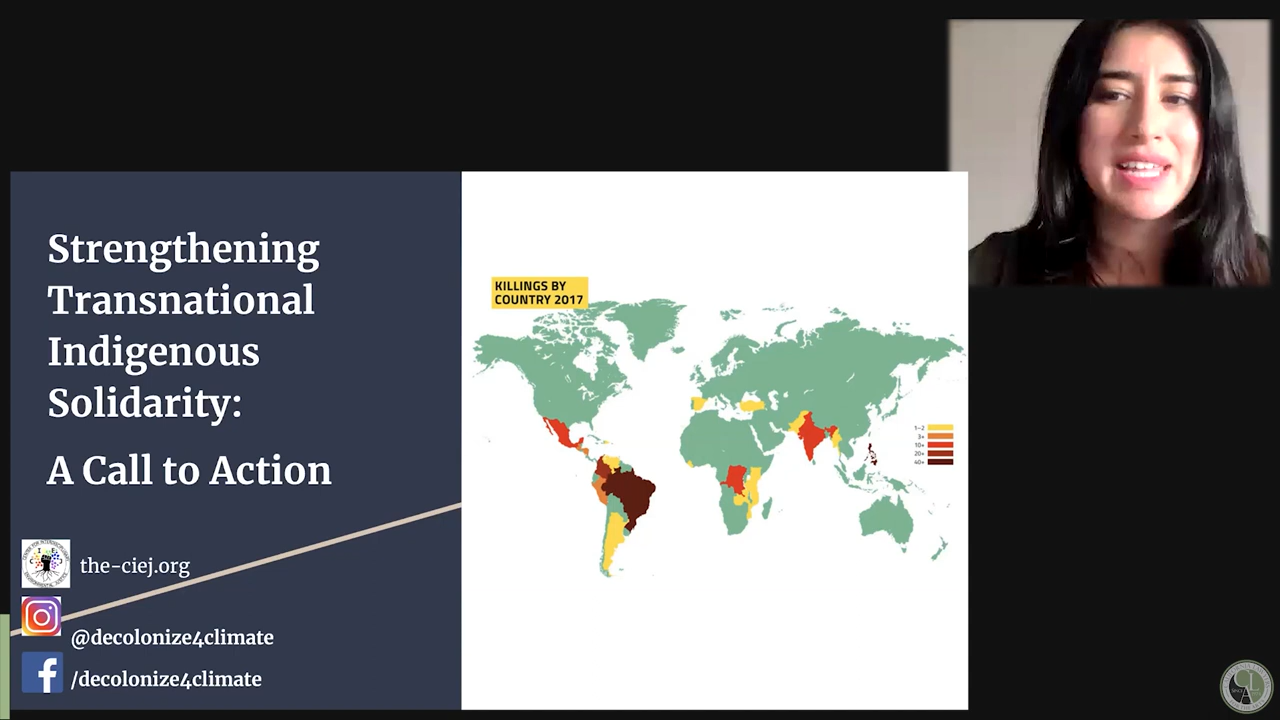 Strengthening
Transnational
Indigenous
Solidarity:
A Call to Action
the-ciej.org
@decolonize4climate
/decolonize4climate
KILLINGS BY
COUNTRY 2017
1–2
3+
10+
20+
40+